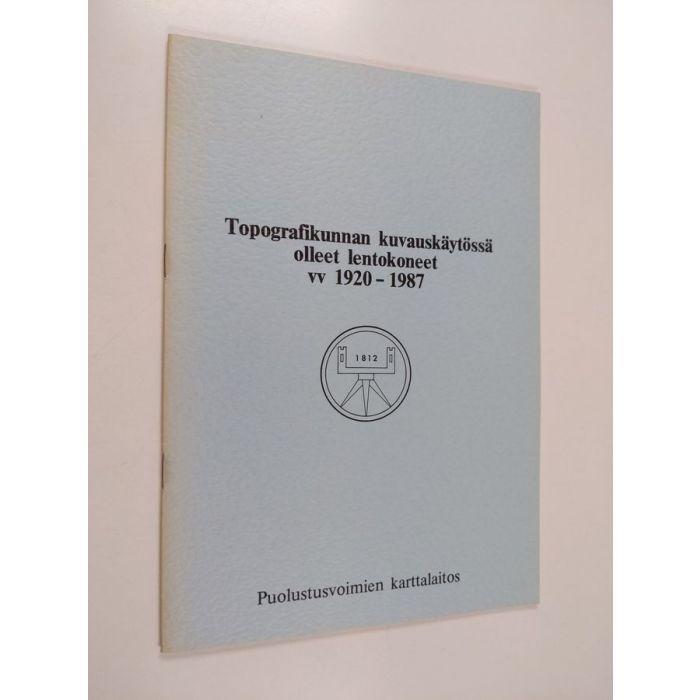 Topografikunnan kuvauskäytössä
olleet lentokoneet
vv 1920 – 1987
1812
Puolustusvoimien karttalaitos